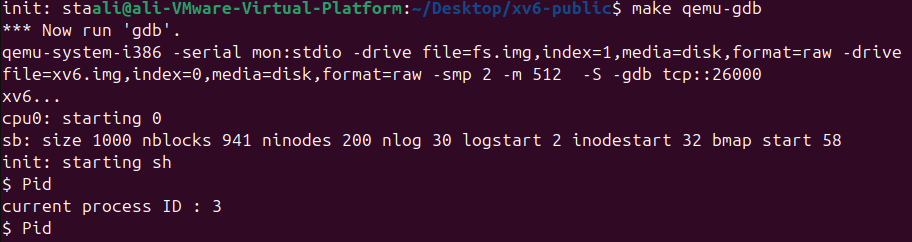 init: staali@ali-VMware-Virtual-Platform:~/Desktop/xv6-public$ make qemu-gdb
*** Now run 'gdb'.
qemu-system-i386 -serial mon:stdio -drive file=fs.img,index=1,media=disk,format=raw -drive
file=xv6.img,index=0,media=disk,format=raw -smp 2 -m 512  -S -gdb tcp::26000
xv6...
cpu0: starting 0
sb: size 1000 nblocks 941 ninodes 200 nlog 30 logstart 2 inodestart 32 bmap start 58
init: starting sh
$ Pid
current process ID : 3
$ Pid